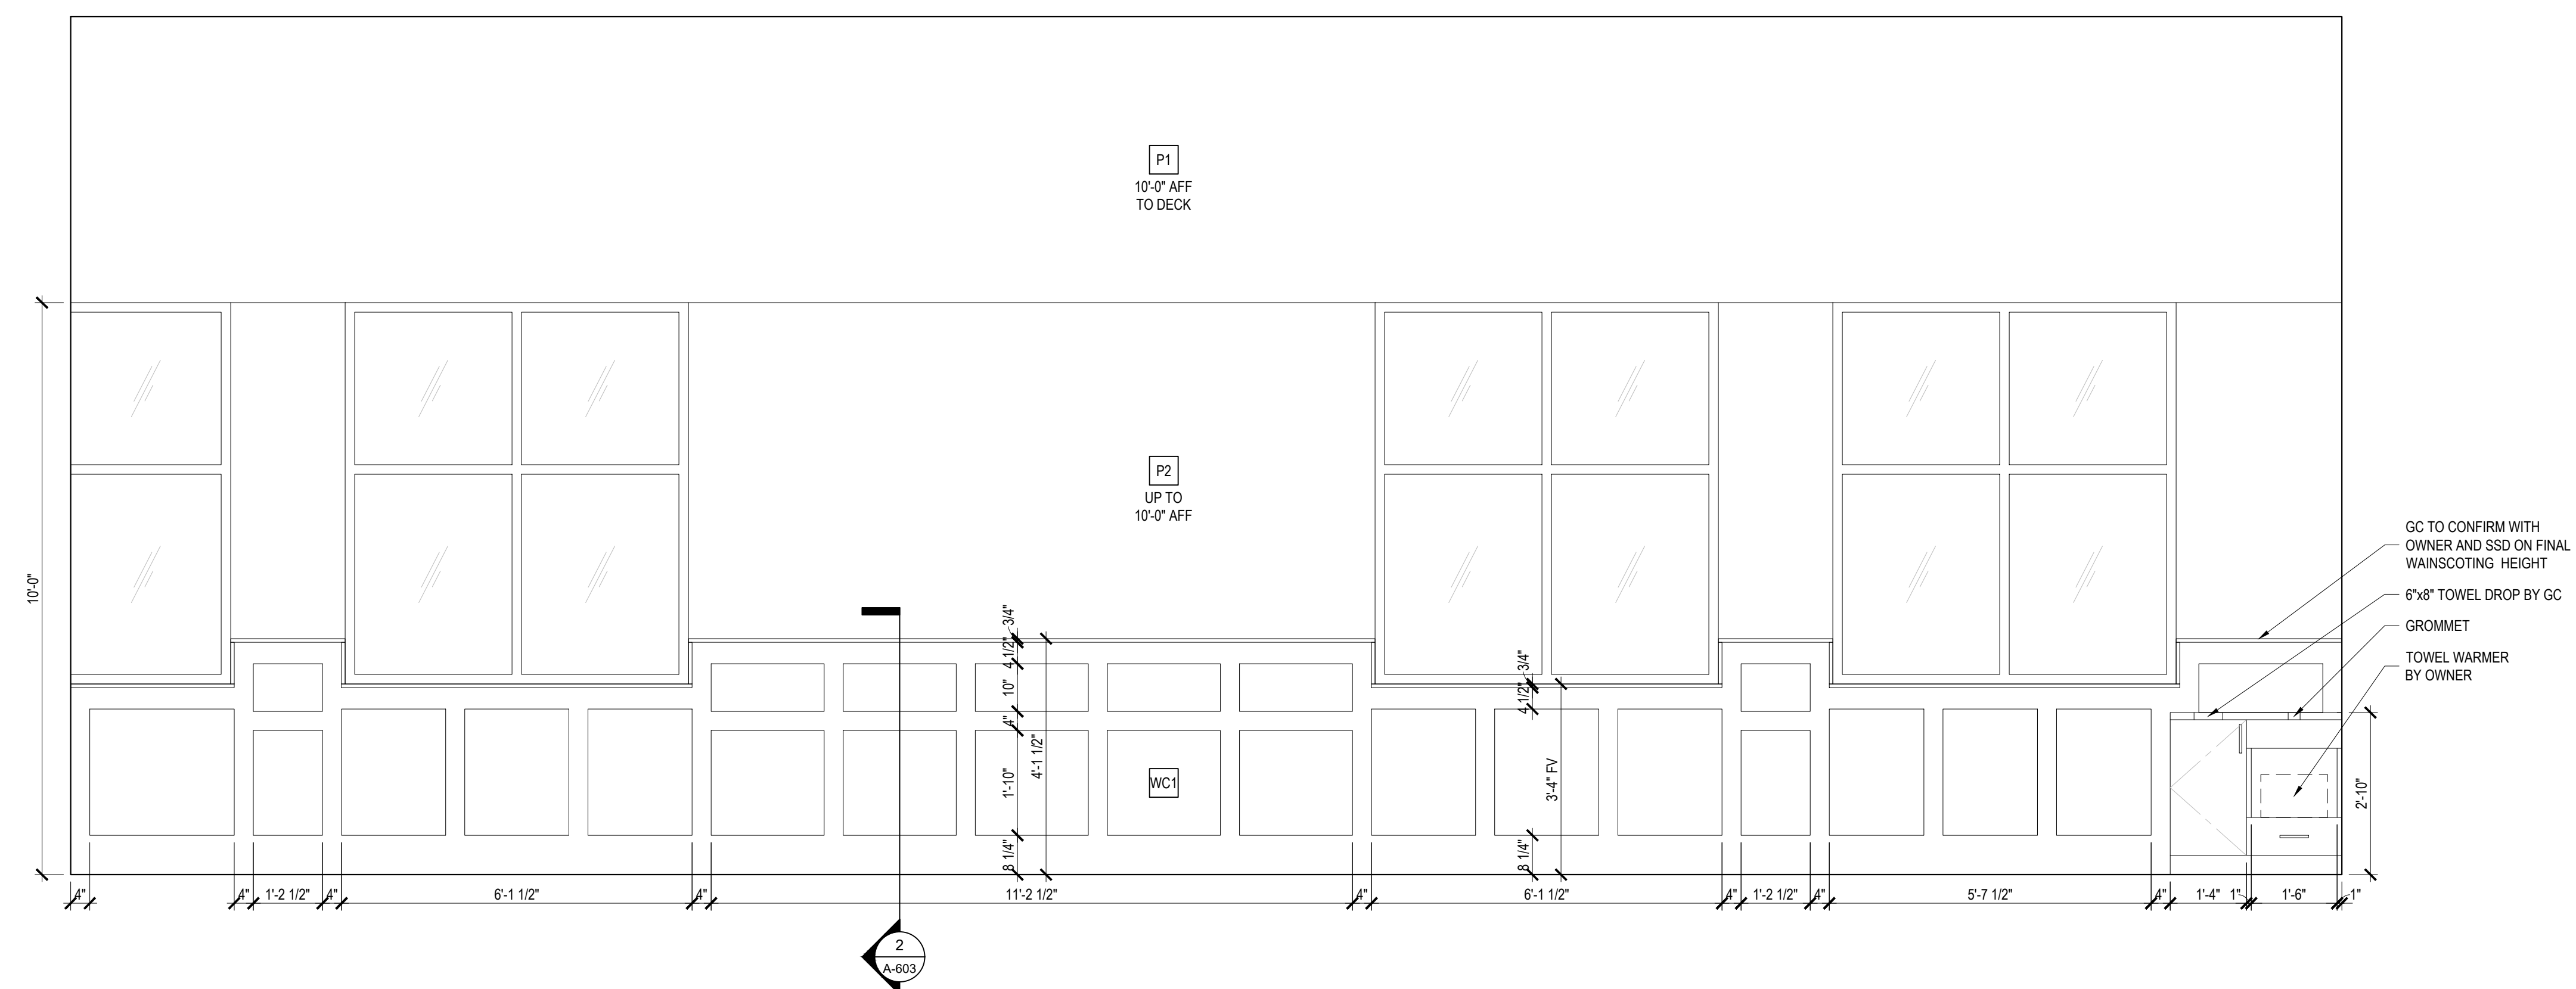 P1
10'-0" AFF
TO DECK
P2
UP TO
10'-0" AFF
GC TO CONFIRM WITH
OWNER AND SSD ON FINAL
WAINSCOTING HEIGHT
6"x8" TOWEL DROP BY GC
GROMMET
TOWEL WARMER
BY OWNER
10'-0"
3/4"
4 1/2"
10"
4"
1'-10"
8 1/4"
4'-1 1/2"
WC1
3/4"
4 1/2"
3'-4" FV
8 1/4"
2'-10"
4"
4"
1'-2 1/2"
4"
6'-1 1/2"
4"
11'-2 1/2"
4"
6'-1 1/2"
4"
1'-2 1/2"
4"
5'-7 1/2"
4"
1'-4"
1"
1'-6"
1"
2
A-603